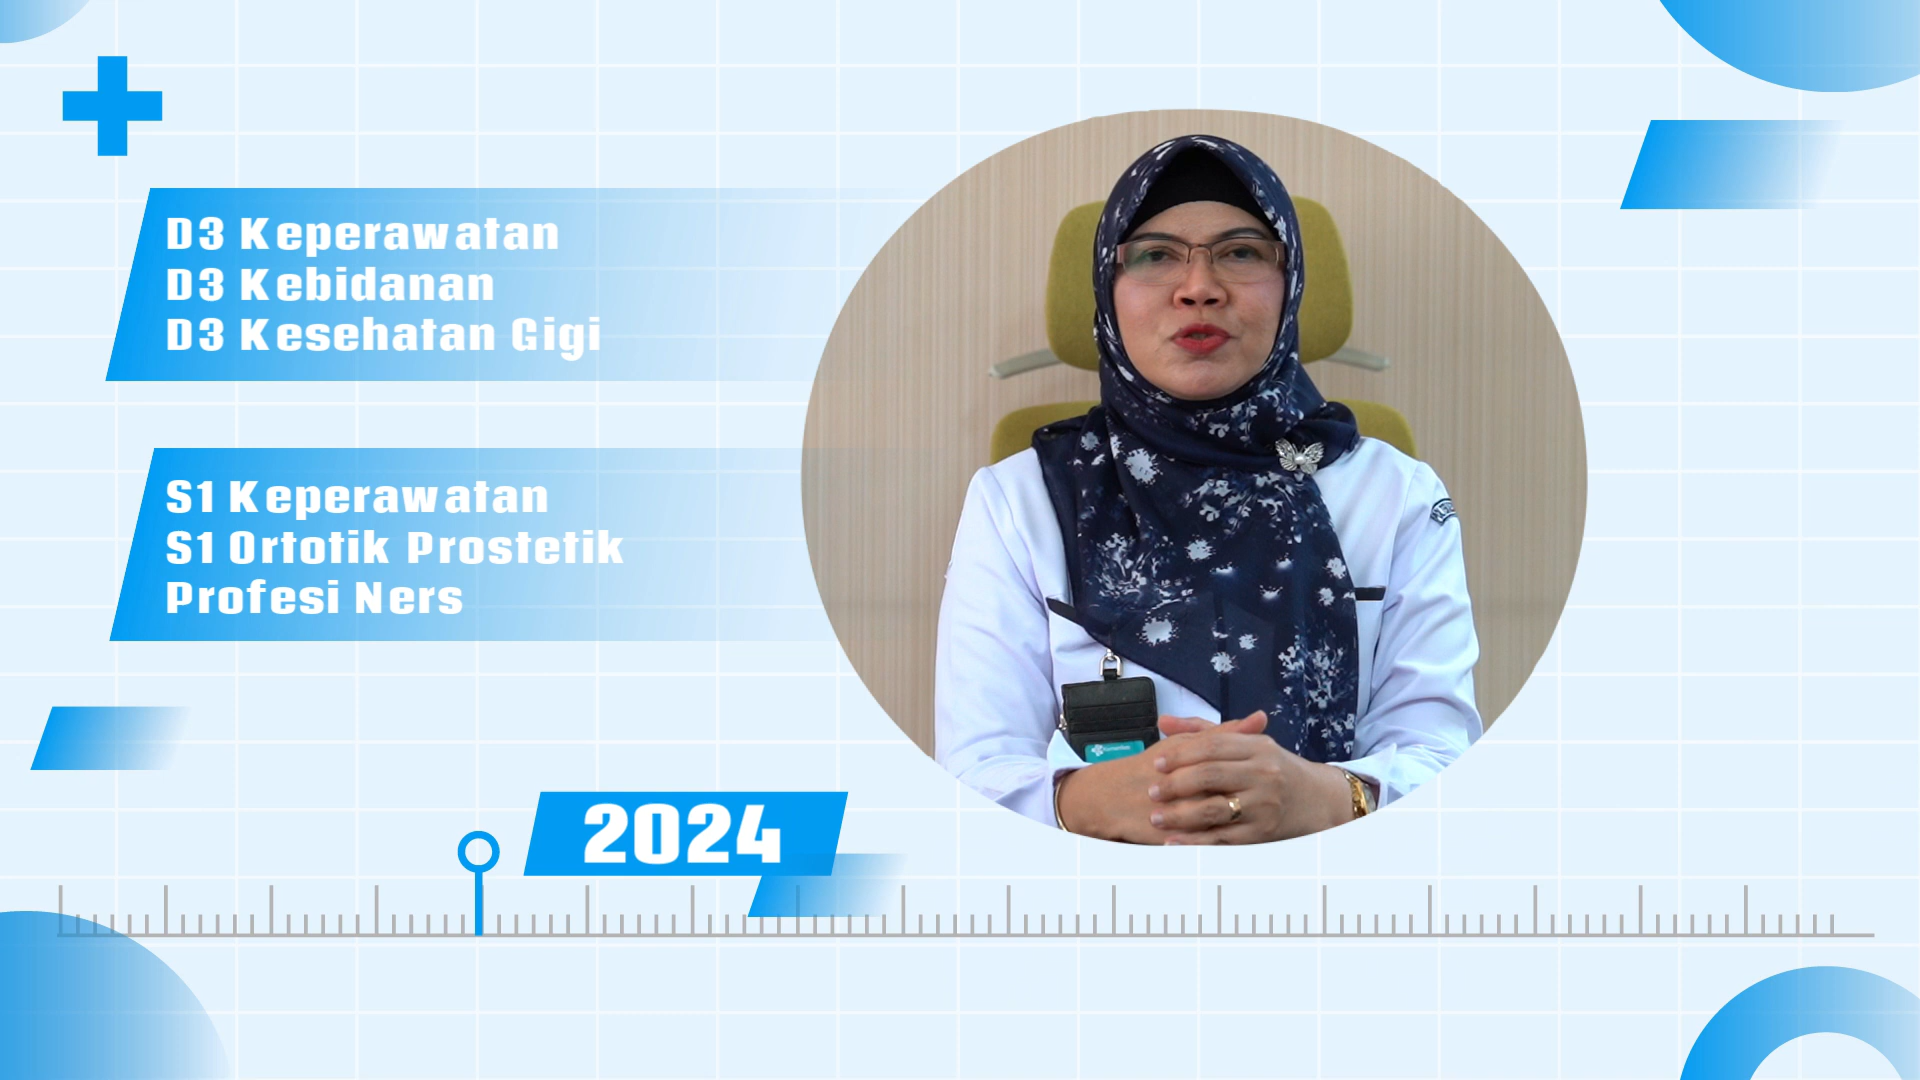 D3 Keperawatan
D3 Kebidanan
D3 Kesehatan Gigi
S1 Keperawatan
S1 Ortotik Prostetik
Profesi Ners
2024